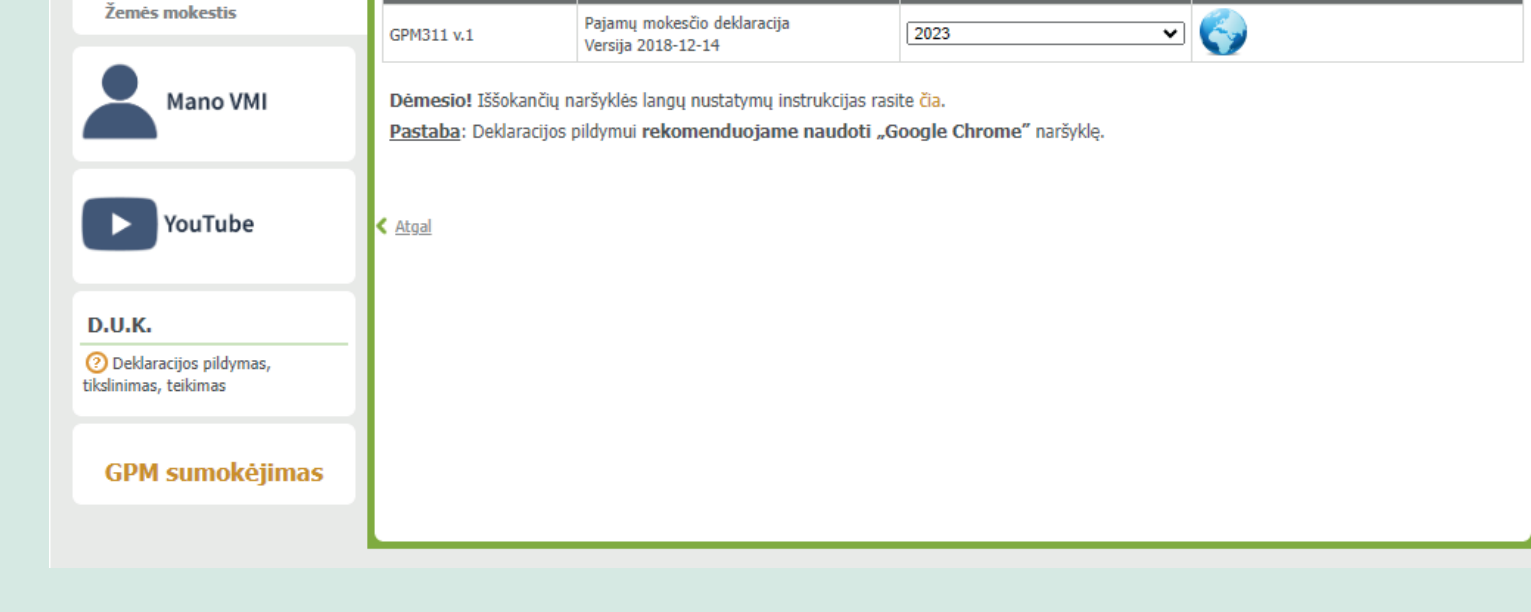 Žemės mokestis
Mano VMI
YouTube
D.U.K.
? Deklaracijos pildymas,
tikslinimas, teikimas
GPM sumokėjimas
GPM311 v.1
Pajamų mokesčio deklaracija
Versija 2018-12-14
2023
Dėmesio! Iššokančių naršyklės langų nustatymų instrukcijas rasite čia.
Pastaba: Deklaracijos pildymui rekomenduojame naudoti „Google Chrome” naršyklę.
Atgal